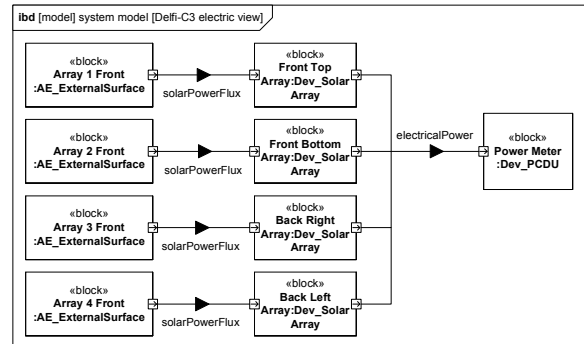 ibd [model] system model [Delfi-C3 electric view]
«block»
Array 1 Front
:AE_ExternalSurface
solarPowerFlux
«block»
Front Top
Array:Dev_Solar
Array
«block»
Array 2 Front
:AE_ExternalSurface
solarPowerFlux
«block»
Front Bottom
Array:Dev_Solar
Array
electricalPower
«block»
Power Meter
:Dev_PCDU
«block»
Array 3 Front
:AE_ExternalSurface
solarPowerFlux
«block»
Back Right
Array:Dev_Solar
Array
«block»
Array 4 Front
:AE_ExternalSurface
solarPowerFlux
«block»
Back Left
Array:Dev_Solar
Array